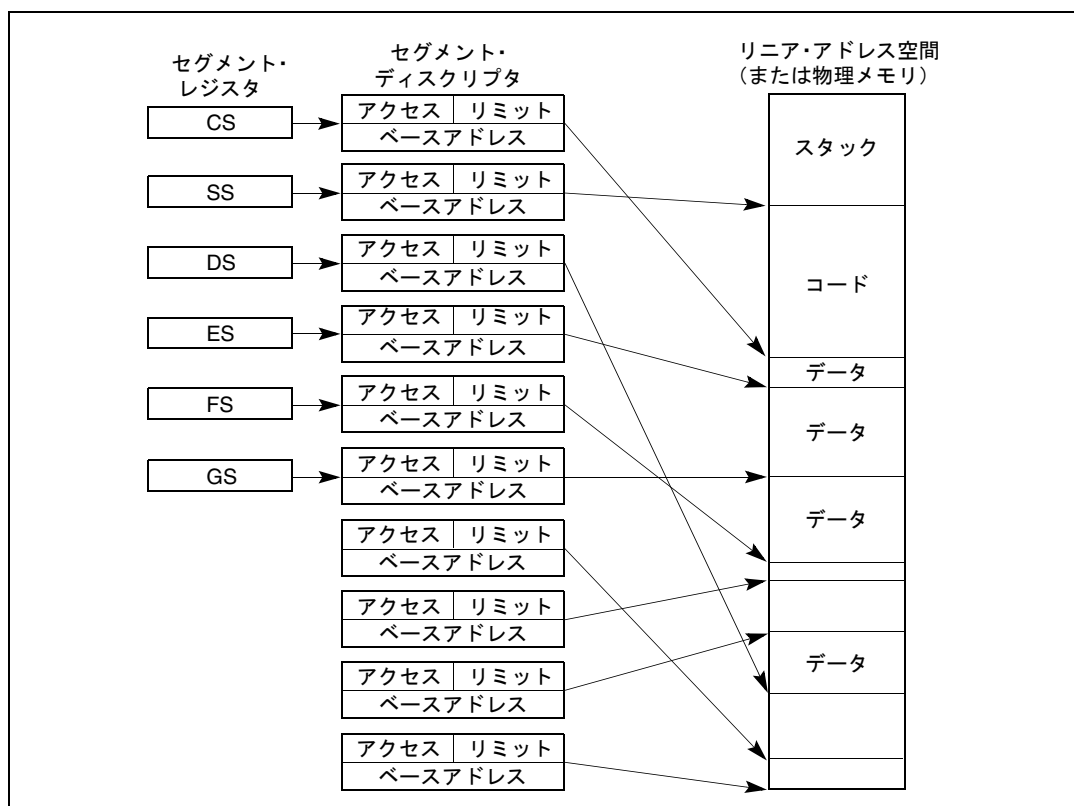 セグメント・
レジスタ
CS
SS
DS
ES
FS
GS
セグメント・
ディスクリプタ
アクセス リミット
ベースアドレス
アクセス リミット
ベースアドレス
アクセス リミット
ベースアドレス
アクセス リミット
ベースアドレス
アクセス リミット
ベースアドレス
アクセス リミット
ベースアドレス
アクセス リミット
ベースアドレス
アクセス リミット
ベースアドレス
アクセス リミット
ベースアドレス
アクセス リミット
ベースアドレス
リニア・アドレス空間
(または物理メモリ)
スタック
コード
データ
データ
データ
データ